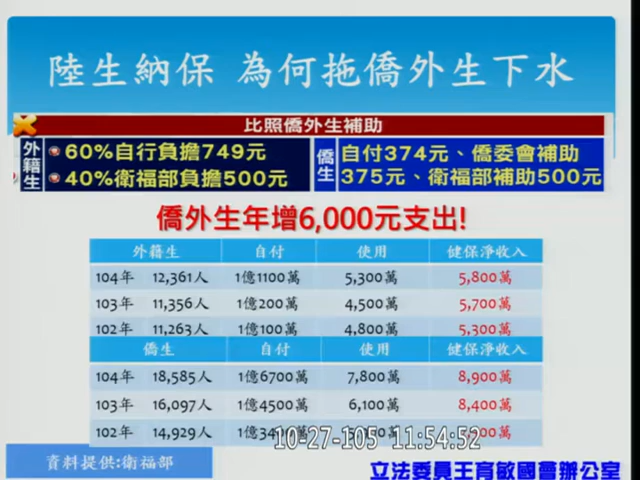 陸生納保 為何拖僑外生下水
比照僑外生補助
外籍生
60%自行負擔749元
40%衛福部負擔500元
僑生
自付374元、僑委會補助
375元、衛福部補助500元
僑外生年增6,000元支出!
外籍生 自付 使用 健保淨收入
104年 12,361人 1億1100萬 5,300萬 5,800萬
103年 11,356人 1億200萬 4,500萬 5,700萬
102年 11,263人 1億100萬 4,800萬 5,300萬
僑生 自付 使用 健保淨收入
104年 18,585人 1億6700萬 7,800萬 8,900萬
103年 16,097人 1億4500萬 6,100萬 8,400萬
102年 14,929人
10-27-105 11:54:52
資料提供:衛福部
立法委員王育敏國會辦公室